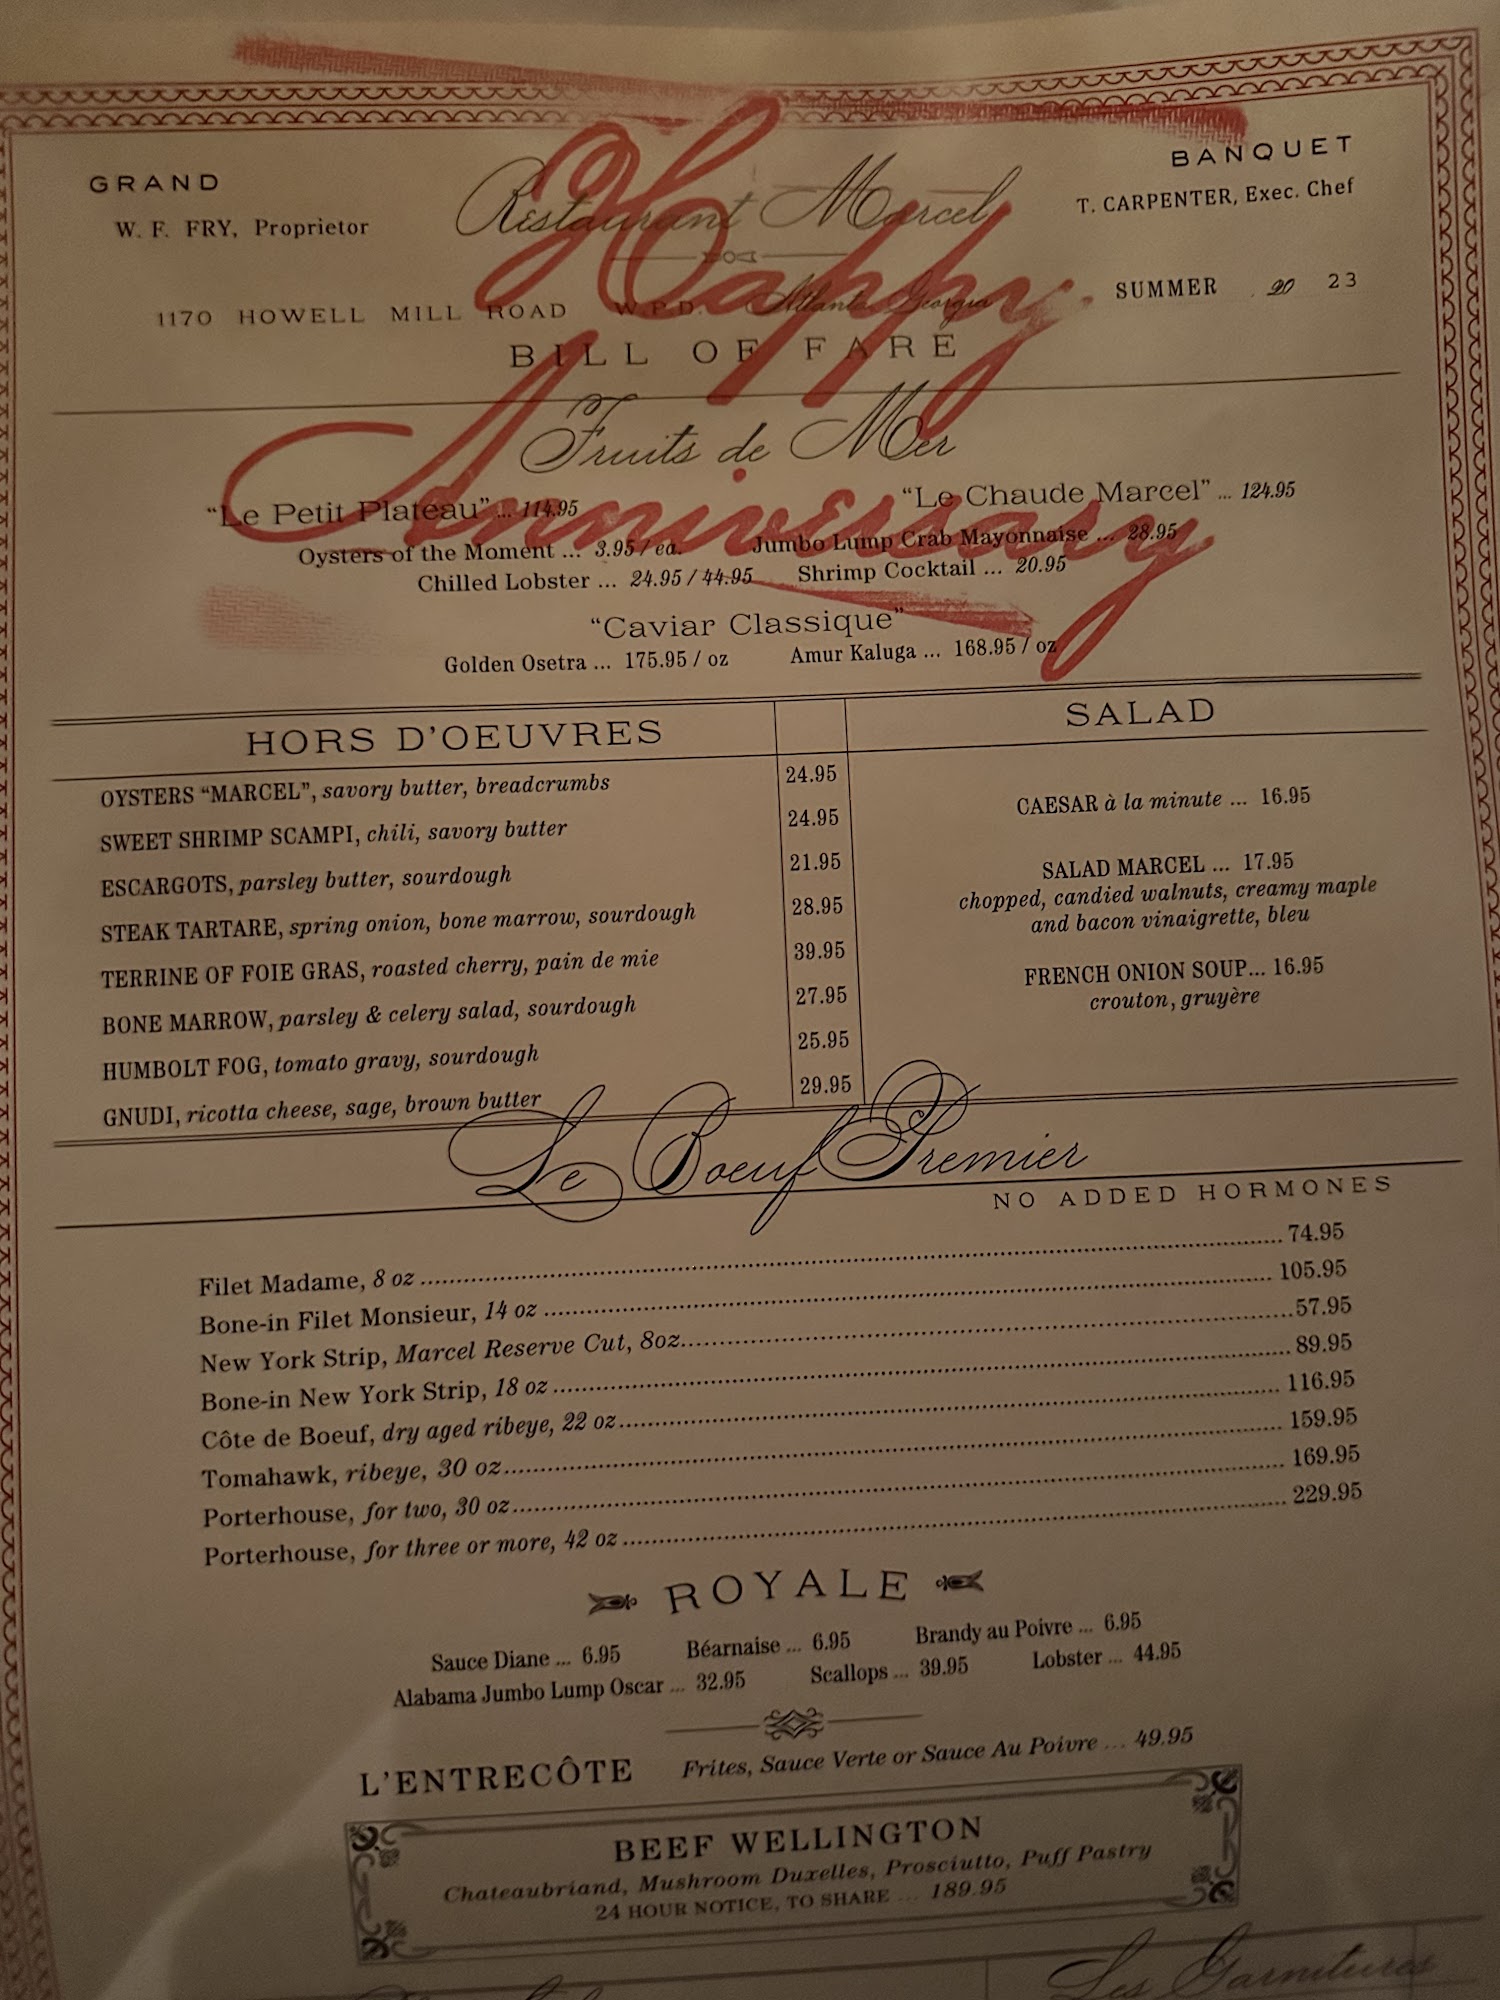 GRAND
BANQUET
W. F. FRY, Proprietor
Restaurant Marcel
T. CARPENTER, Exec. Chef
Happy
Anniversary
1170 HOWELL MILL ROAD W.P.D. Atlanta Georgia
SUMMER 20 23
BILL OF FARE
Fruits de Mer
"Le Petit Plateau" ... 114.95
"Le Chaude Marcel" ... 124.95
Oysters of the Moment ... 3.95 / ea.
Jumbo Lump Crab Mayonnaise ... 28.95
Chilled Lobster ... 24.95 / 44.95
Shrimp Cocktail ... 20.95
"Caviar Classique"
Golden Osetra ... 175.95 / oz
Amur Kaluga ... 168.95 / oz
HORS D'OEUVRES
OYSTERS "MARCEL", savory butter, breadcrumbs 24.95
SWEET SHRIMP SCAMPI, chili, savory butter 24.95
ESCARGOTS, parsley butter, sourdough 21.95
STEAK TARTARE, spring onion, bone marrow, sourdough 28.95
TERRINE OF FOIE GRAS, roasted cherry, pain de mie 39.95
BONE MARROW, parsley & celery salad, sourdough 27.95
HUMBOLT FOG, tomato gravy, sourdough 25.95
GNUDI, ricotta cheese, sage, brown butter 29.95
SALAD
CAESAR à la minute ... 16.95
SALAD MARCEL ... 17.95
chopped, candied walnuts, creamy maple
and bacon vinaigrette, bleu
FRENCH ONION SOUP... 16.95
crouton, gruyère
Le Boeuf Premier
NO ADDED HORMONES
Filet Madame, 8 oz ........ 74.95
Bone-in Filet Monsieur, 14 oz ........ 105.95
New York Strip, Marcel Reserve Cut, 8oz........ 57.95
Bone-in New York Strip, 18 oz ........ 89.95
Côte de Boeuf, dry aged ribeye, 22 oz........ 116.95
Tomahawk, ribeye, 30 oz........ 159.95
Porterhouse, for two, 30 oz........ 169.95
Porterhouse, for three or more, 42 oz ........ 229.95
ROYALE
Sauce Diane ... 6.95 Béarnaise ... 6.95 Brandy au Poivre ... 6.95
Alabama Jumbo Lump Oscar ... 32.95 Scallops ... 39.95 Lobster ... 44.95
L'ENTRECÔTE Frites, Sauce Verte or Sauce Au Poivre ... 49.95
BEEF WELLINGTON
Chateaubriand, Mushroom Duxelles, Prosciutto, Puff Pastry
24 HOUR NOTICE, TO SHARE ... 189.95
Les Garnitures